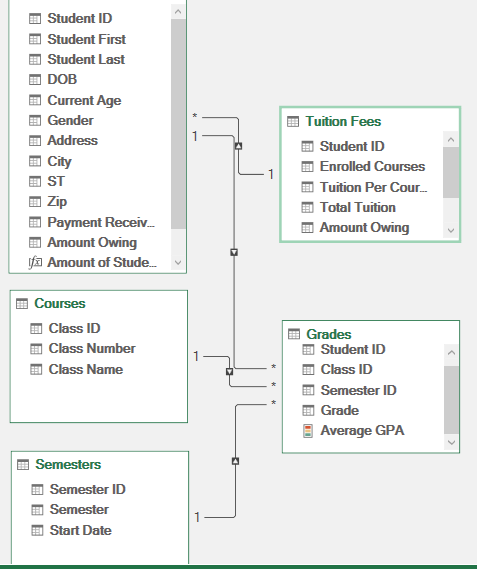 Student ID
Student First
Student Last
DOB
Current Age
Gender
Address
City
ST
Zip
Payment Receiv...
Amount Owing
fx Amount of Stude...
*
1
1
Tuition Fees
Student ID
Enrolled Courses
Tuition Per Cour...
Total Tuition
Amount Owing
Courses
Class ID
Class Number
Class Name
1
*
*
*
Grades
Student ID
Class ID
Semester ID
Grade
Average GPA
Semesters
Semester ID
Semester
Start Date
1